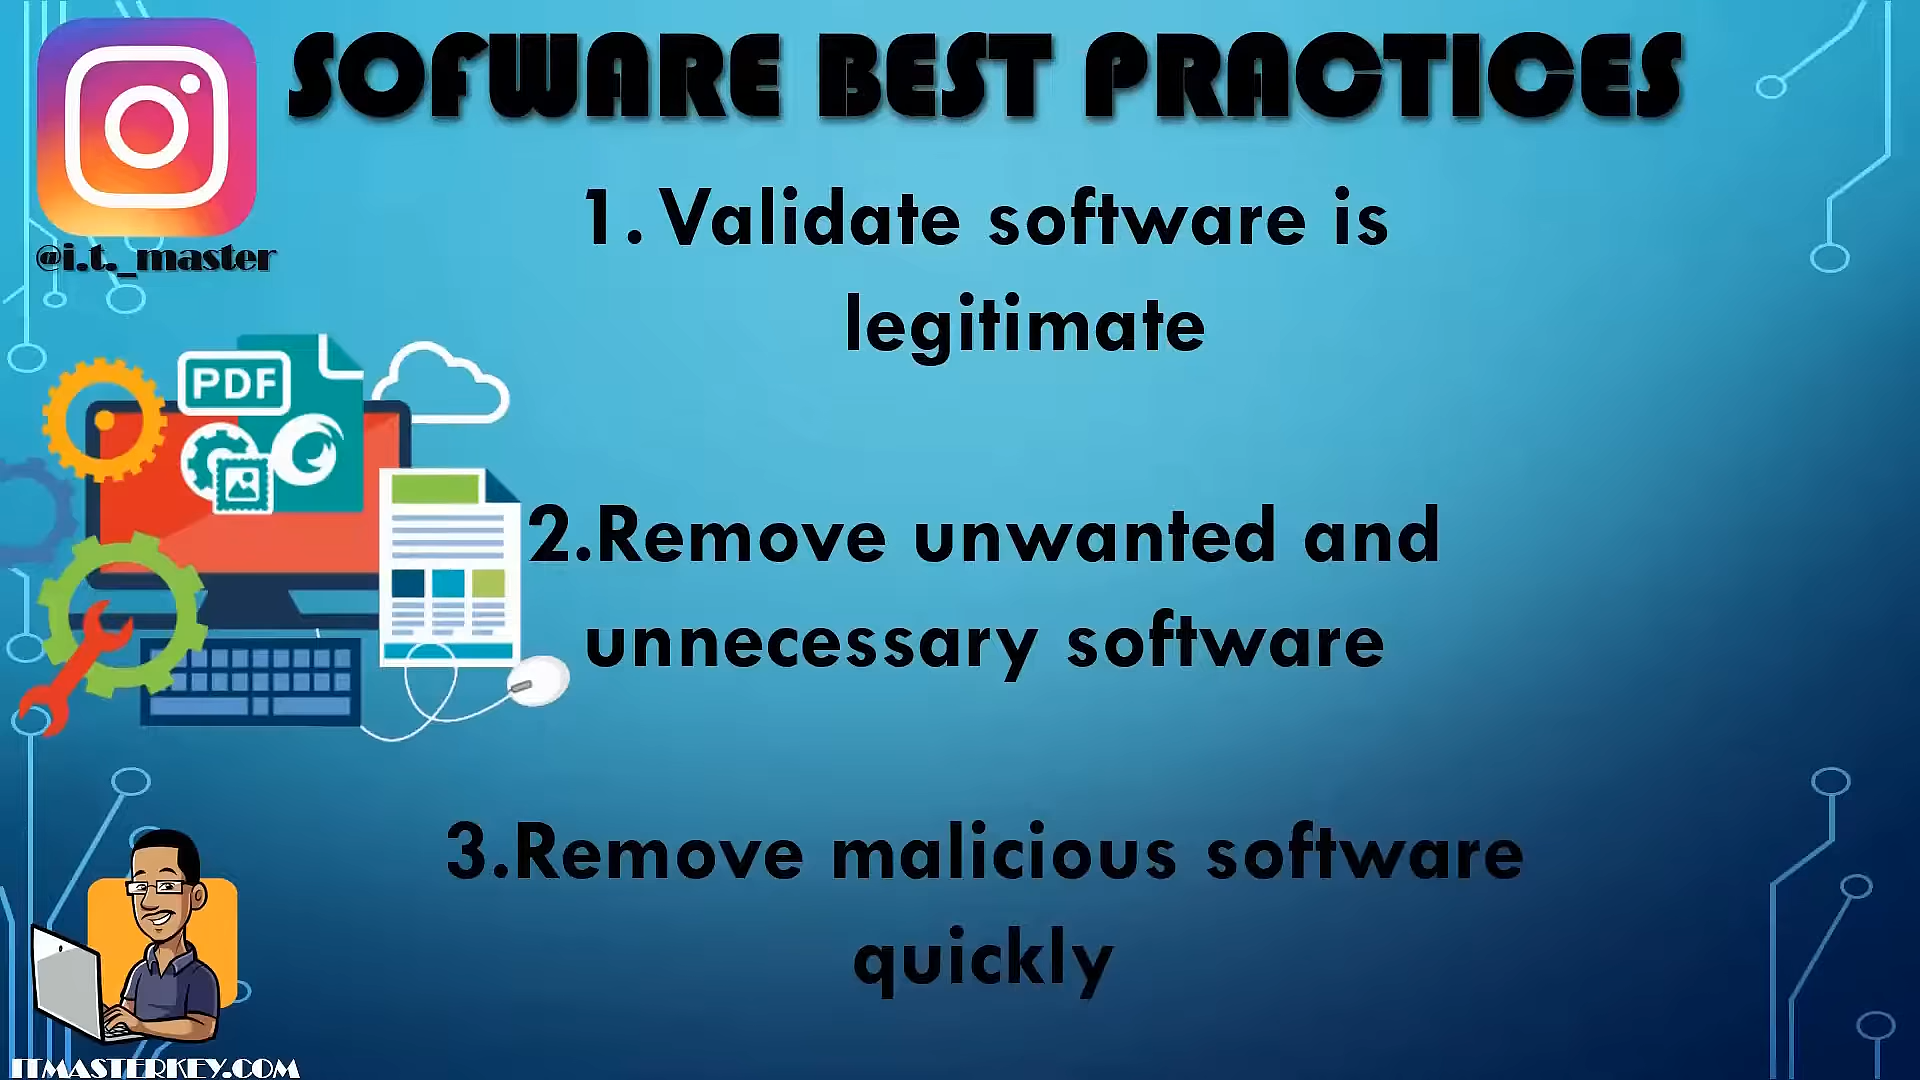 SOFWARE BEST PRACTICES
@i.t._master
1. Validate software is
legitimate
PDF
2.Remove unwanted and
unnecessary software
3.Remove malicious software
quickly
ITMASTERKEY.COM